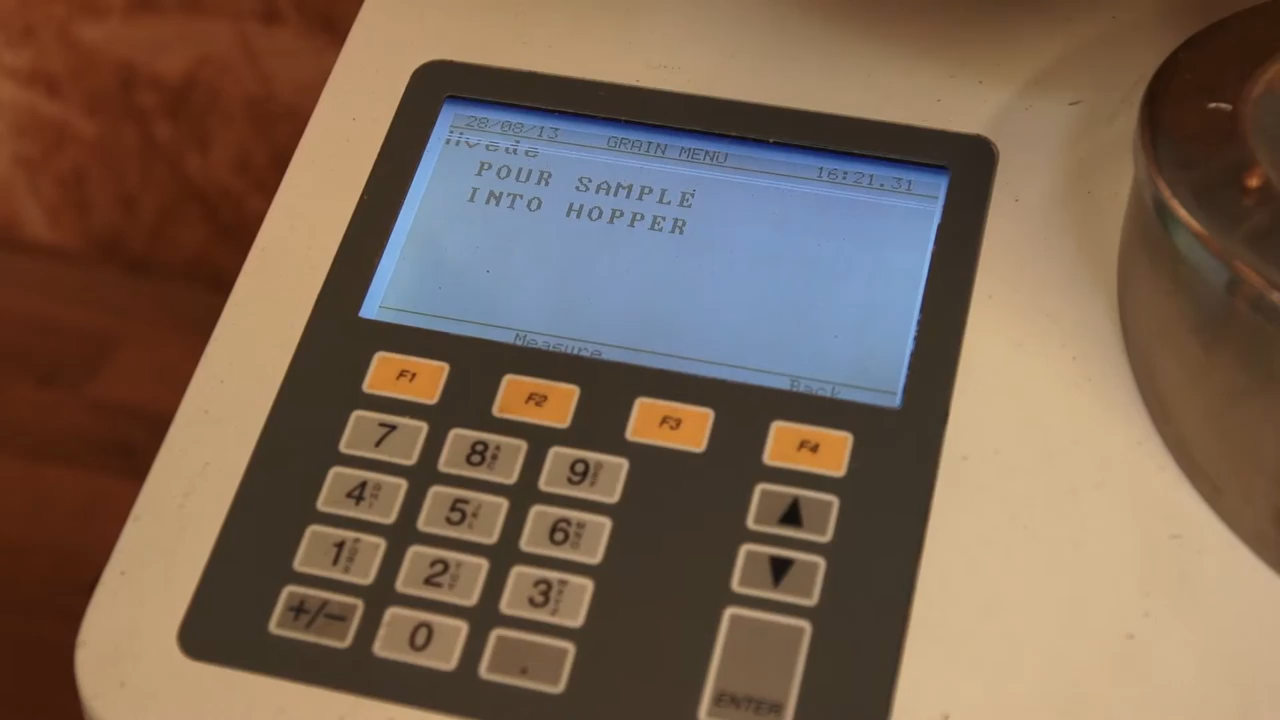 28/08/13 GRAIN MENU 16:21.31
Hvede
POUR SAMPLE
INTO HOPPER
Measure Back
F1 F2 F3 F4
7 8 9
4 5 6
1 2 3
+/− 0 .
ENTER